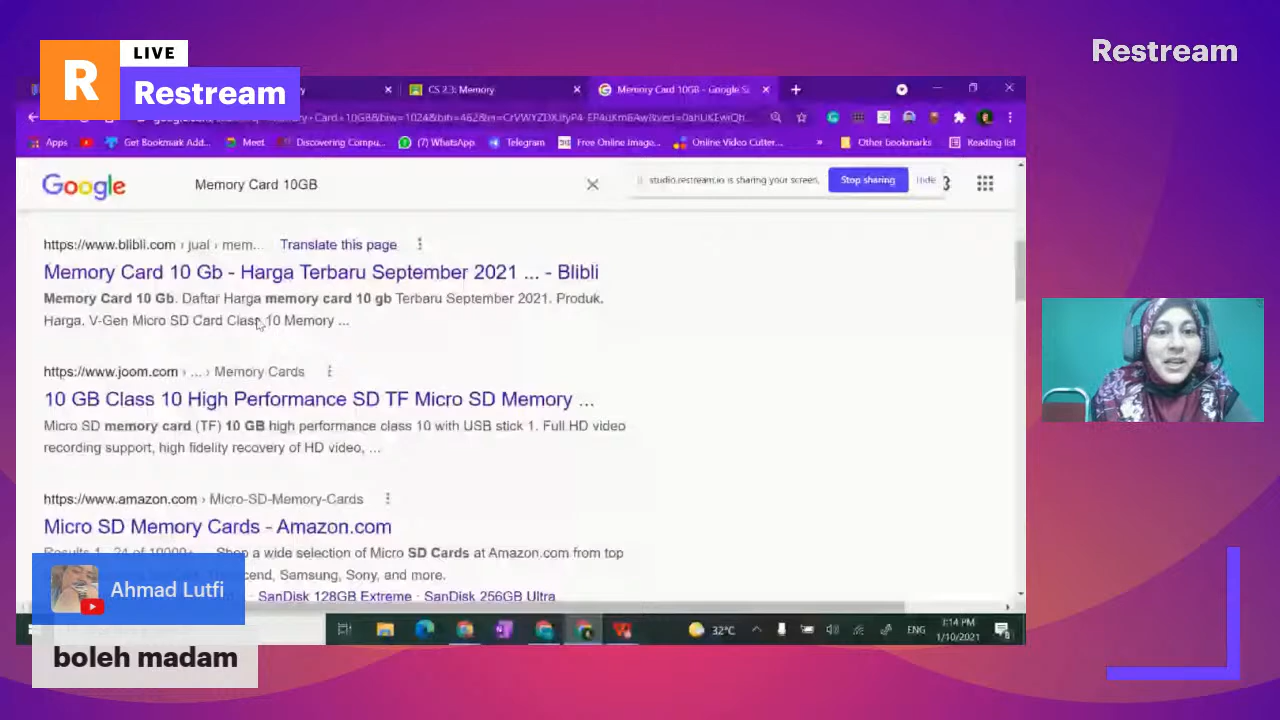 R
LIVE
Restream
Restream
CS 2.3: Memory
Memory Card 10GB - Google Se
Apps
Get Bookmark Add...
Meet
Discovering Compu...
(7) WhatsApp
Telegram
Free Online Image...
Online Video Cutter...
»
Other bookmarks
Reading list
Google
Memory Card 10GB
studio.restream.io is sharing your screen.
Stop sharing
Hide
https://www.blibli.com › jual › mem...
Translate this page
Memory Card 10 Gb - Harga Terbaru September 2021 ... - Blibli
Memory Card 10 Gb. Daftar Harga memory card 10 gb Terbaru September 2021. Produk.
Harga. V-Gen Micro SD Card Class 10 Memory ...
https://www.joom.com › ... › Memory Cards
10 GB Class 10 High Performance SD TF Micro SD Memory ...
Micro SD memory card (TF) 10 GB high performance class 10 with USB stick 1. Full HD video
recording support, high fidelity recovery of HD video, ...
https://www.amazon.com › Micro-SD-Memory-Cards
Micro SD Memory Cards - Amazon.com
Results 1 - 24 of 10000+ ... Shop a wide selection of Micro SD Cards at Amazon.com from top
Samsung, Sony, and more.
SanDisk 128GB Extreme · SanDisk 256GB Ultra
Ahmad Lutfi
boleh madam
32°C
ENG
1:14 PM
1/10/2021